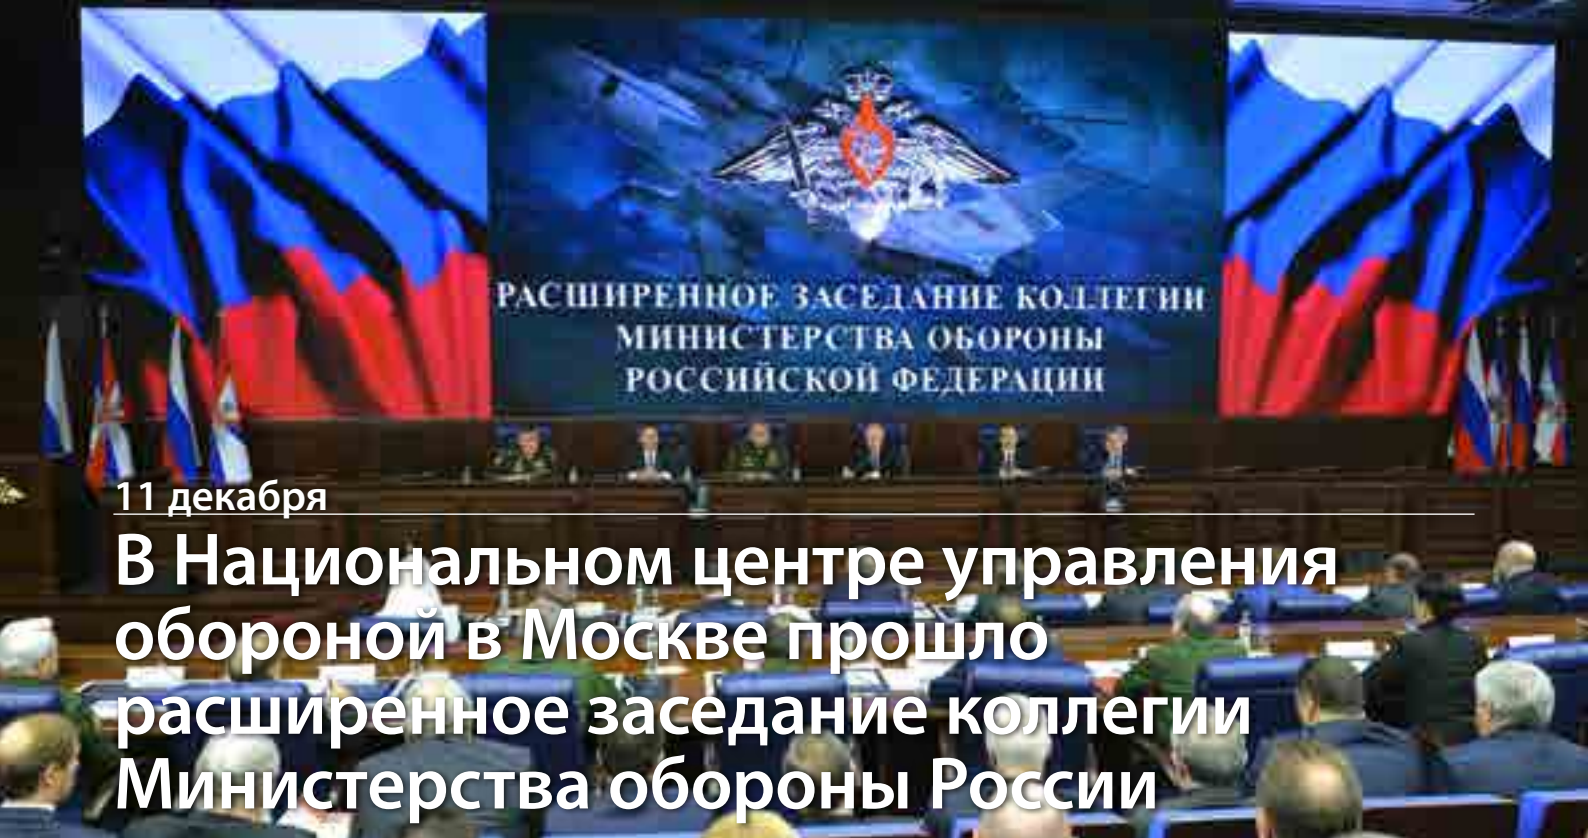 РАСШИРЕННОЕ ЗАСЕДАНИЕ КОЛЛЕГИИ
МИНИСТЕРСТВА ОБОРОНЫ
РОССИЙСКОЙ ФЕДЕРАЦИИ
11 декабря
В Национальном центре управления
обороной в Москве прошло
расширенное заседание коллегии
Министерства обороны России